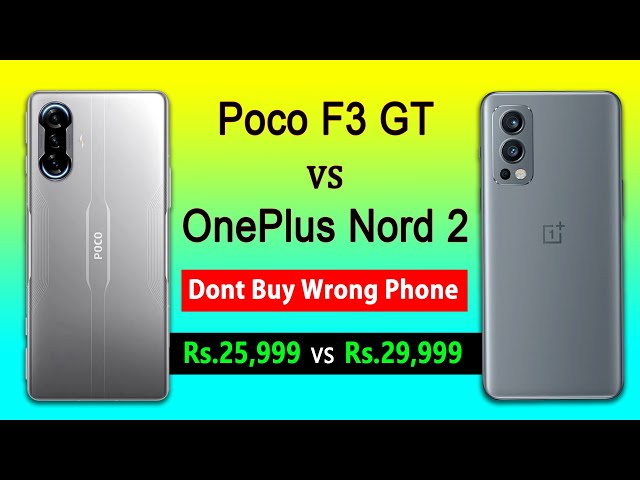 Poco F3 GT
vs
OnePlus Nord 2
Dont Buy Wrong Phone
Rs.25,999 vs Rs.29,999
POCO
1+